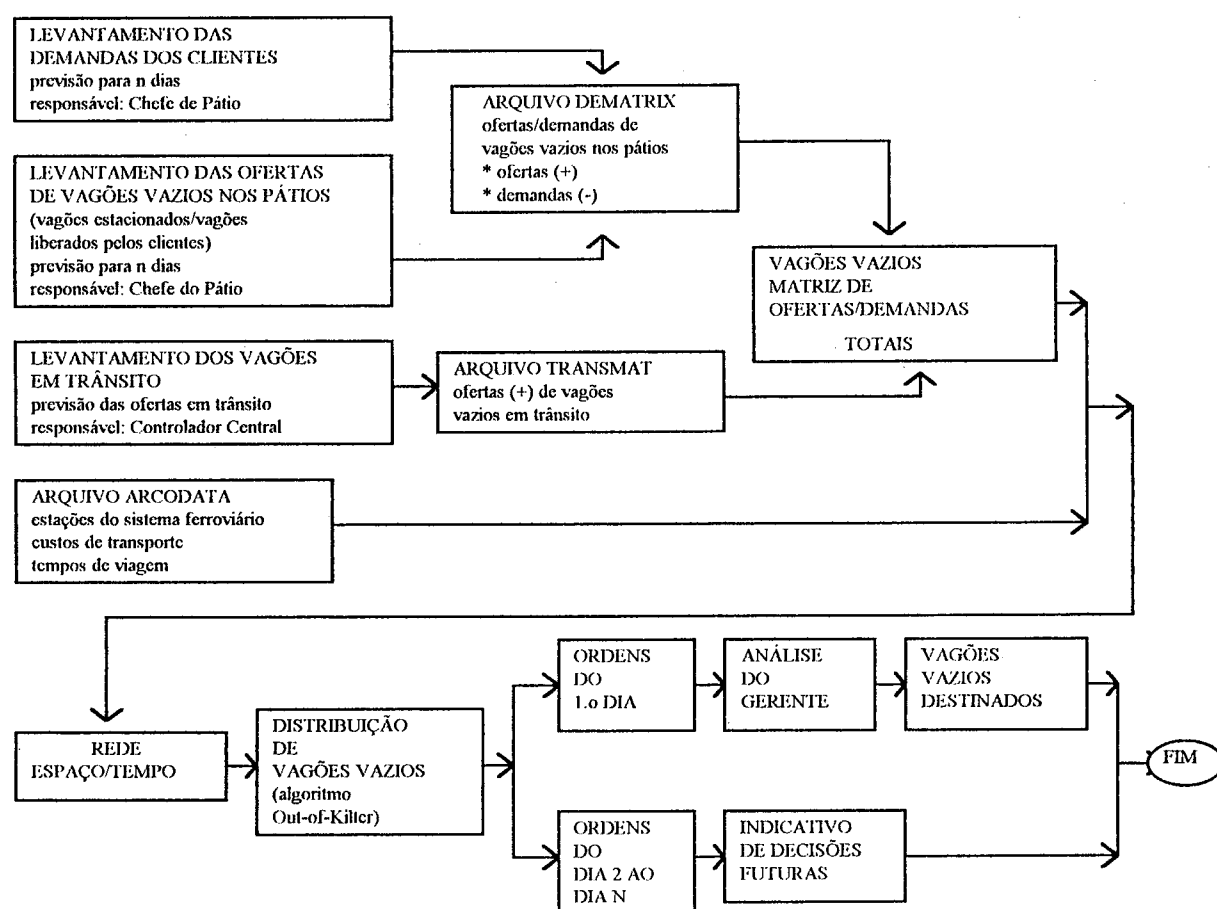 LEVANTAMENTO DAS
DEMANDAS DOS CLIENTES
previsão para n dias
responsável: Chefe de Pátio
ARQUIVO DEMATRIX
ofertas/demandas de
vagões vazios nos pátios
* ofertas (+)
* demandas (-)
LEVANTAMENTO DAS OFERTAS
DE VAGÕES VAZIOS NOS PÁTIOS
(vagões estacionados/vagões
liberados pelos clientes)
previsão para n dias
responsável: Chefe do Pátio
VAGÕES VAZIOS
MATRIZ DE
OFERTAS/DEMANDAS
TOTAIS
LEVANTAMENTO DOS VAGÕES
EM TRÂNSITO
previsão das ofertas em trânsito
responsável: Controlador Central
ARQUIVO TRANSMAT
ofertas (+) de vagões
vazios em trânsito
ARQUIVO ARCODATA
estações do sistema ferroviário
custos de transporte
tempos de viagem
REDE
ESPAÇO/TEMPO
DISTRIBUIÇÃO
DE
VAGÕES VAZIOS
(algoritmo
Out-of-Kilter)
ORDENS
DO
1.o DIA
ANÁLISE
DO
GERENTE
VAGÕES
VAZIOS
DESTINADOS
ORDENS
DO
DIA 2 AO
DIA N
INDICATIVO
DE DECISÕES
FUTURAS
FIM